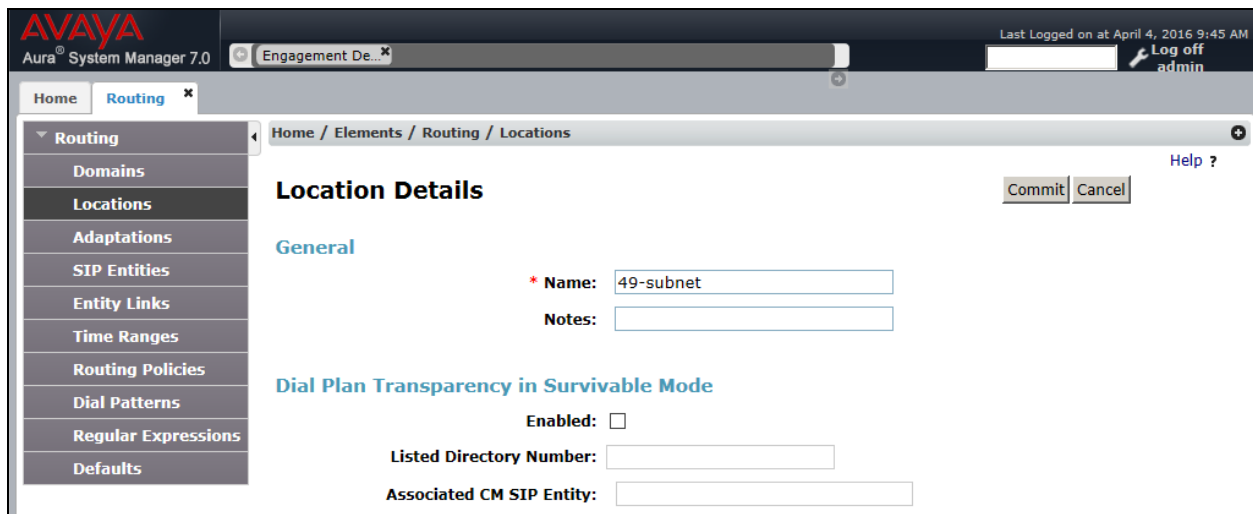 AVAYA
Last Logged on at April 4, 2016 9:45 AM
Aura® System Manager 7.0
Engagement De...
Log off
admin
Home
Routing
Routing
Domains
Locations
Adaptations
SIP Entities
Entity Links
Time Ranges
Routing Policies
Dial Patterns
Regular Expressions
Defaults
Home / Elements / Routing / Locations
Help ?
Location Details
Commit
Cancel
General
* Name: 49-subnet
Notes:
Dial Plan Transparency in Survivable Mode
Enabled:
Listed Directory Number:
Associated CM SIP Entity: